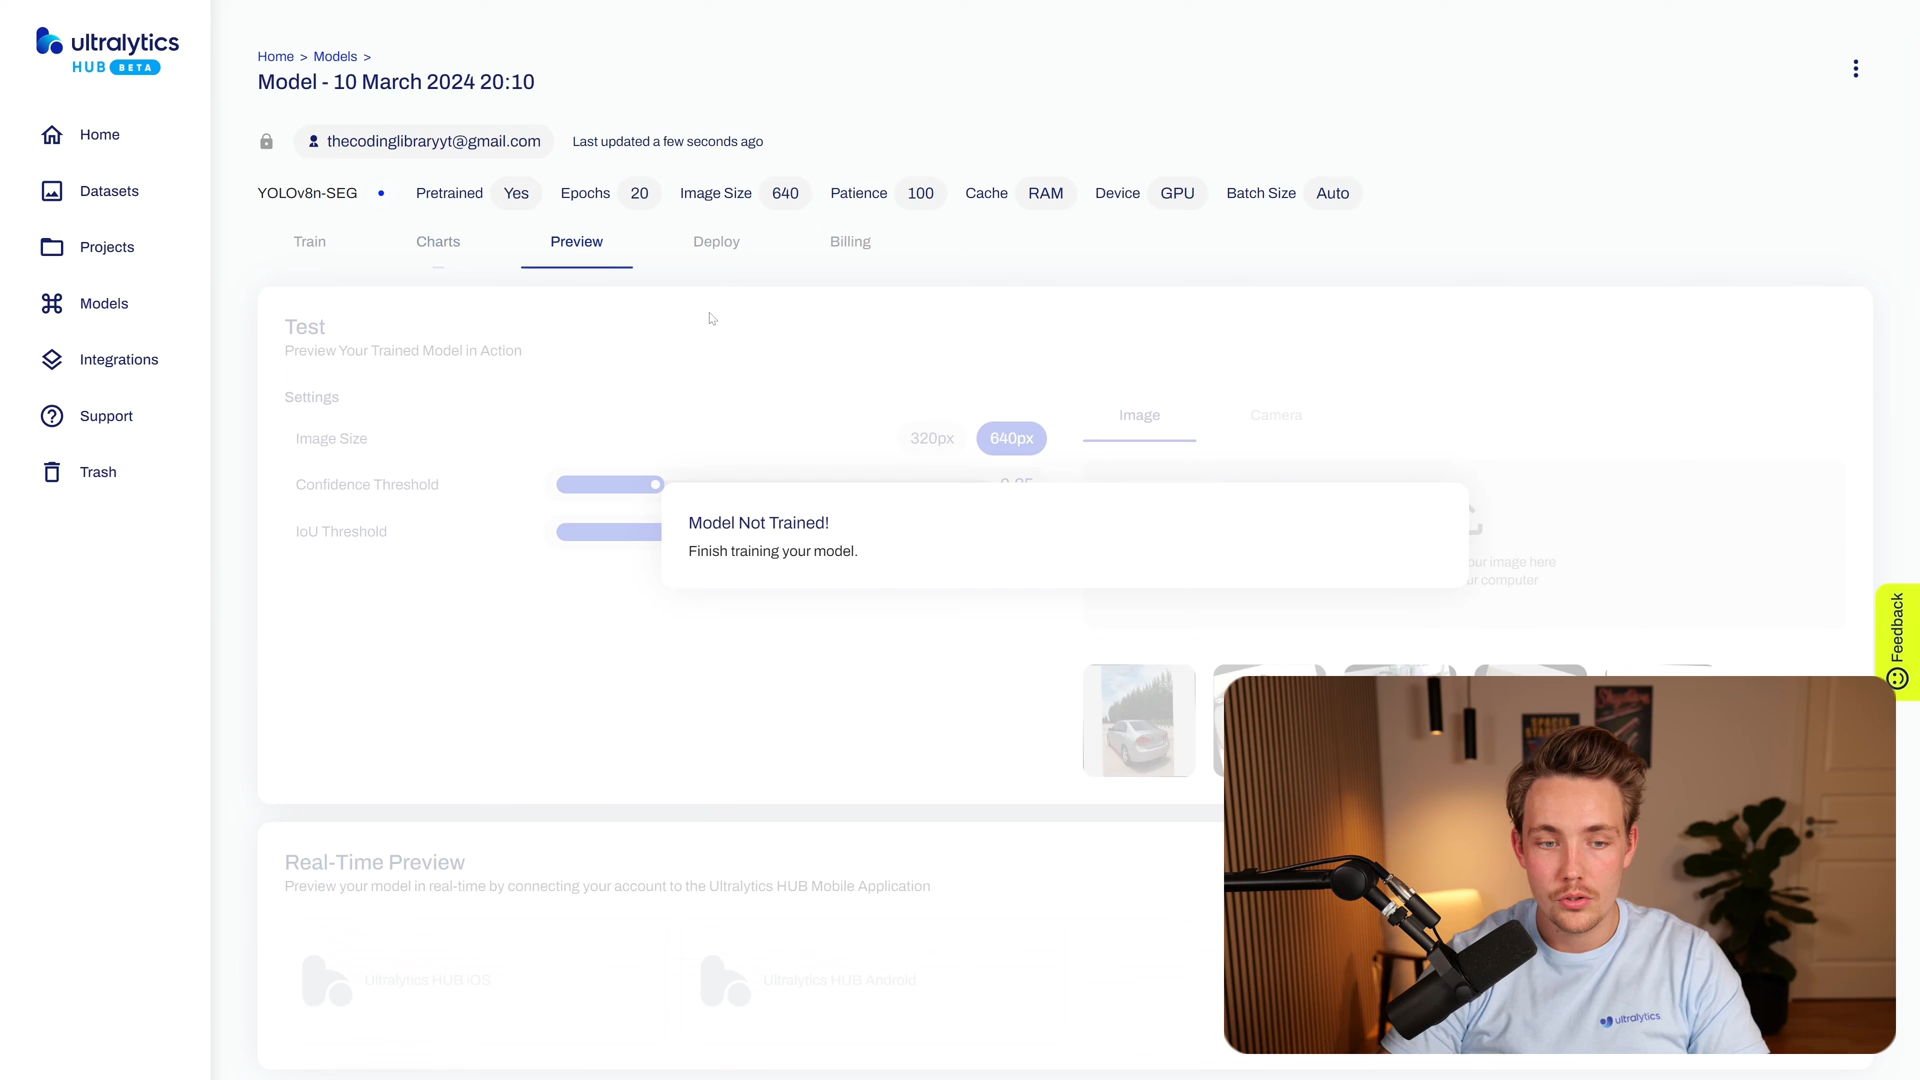 ultralytics
HUB BETA
Home
Datasets
Projects
Models
Integrations
Support
Trash
Home > Models >
Model - 10 March 2024 20:10
thecodinglibraryyt@gmail.com Last updated a few seconds ago
YOLOv8n-SEG • Pretrained Yes Epochs 20 Image Size 640 Patience 100 Cache RAM Device GPU Batch Size Auto
Train Charts Preview Deploy Billing
Test
Preview Your Trained Model in Action
Settings
Image Size 320px 640px
Confidence Threshold
IoU Threshold
Image Camera
Model Not Trained!
Finish training your model.
image here
computer
Feedback
Real-Time Preview
Preview your model in real-time by connecting your account to the Ultralytics HUB Mobile Application
Ultralytics HUB iOS
Ultralytics HUB Android
ultralytics